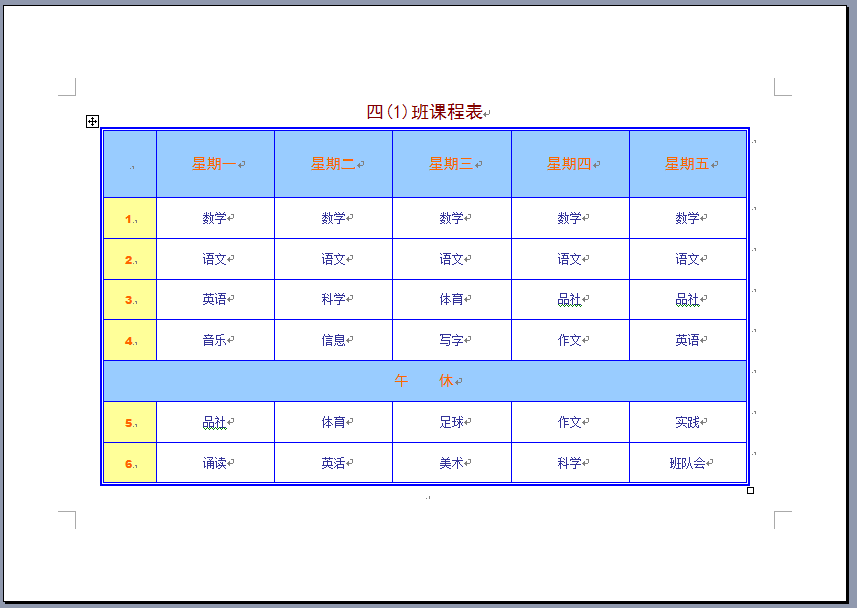 四(1)班课程表
星期一 星期二 星期三 星期四 星期五
1. 数学 数学 数学 数学 数学
2. 语文 语文 语文 语文 语文
3. 英语 科学 体育 品社 品社
4. 音乐 信息 写字 作文 英语
午 休
5. 品社 体育 足球 作文 实践
6. 诵读 英活 美术 科学 班队会